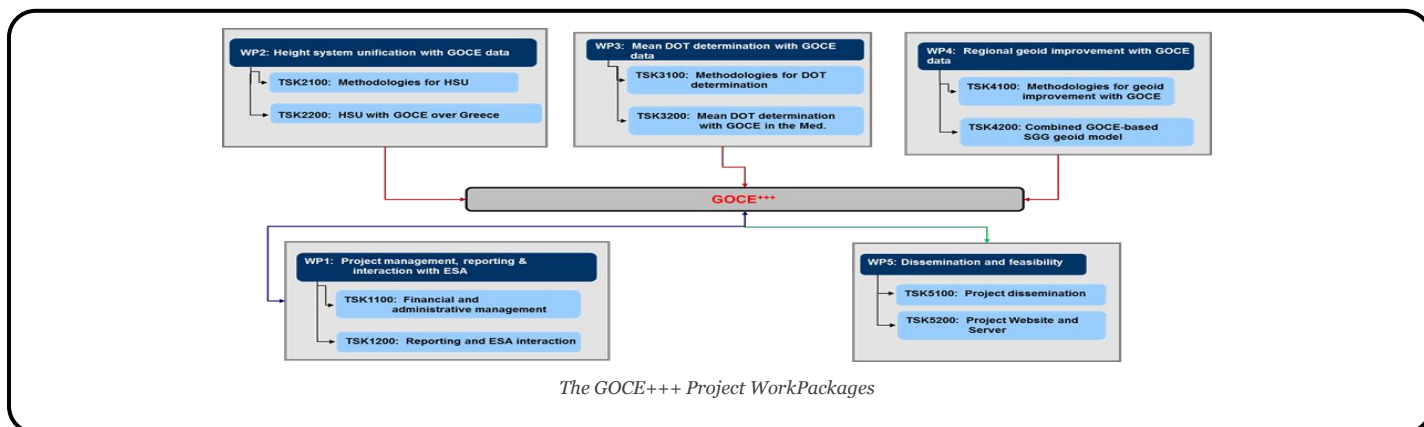 WP2: Height system unification with GOCE data
TSK2100: Methodologies for HSU
TSK2200: HSU with GOCE over Greece
WP3: Mean DOT determination with GOCE
data
TSK3100: Methodologies for DOT
determination
TSK3200: Mean DOT determination
with GOCE in the Med.
WP4: Regional geoid improvement with GOCE
data
TSK4100: Methodologies for geoid
improvement with GOCE
TSK4200: Combined GOCE-based
SGG geoid model
GOCE+++
WP1: Project management, reporting &
interaction with ESA
TSK1100: Financial and
administrative management
TSK1200: Reporting and ESA interaction
WP5: Dissemination and feasibility
TSK5100: Project dissemination
TSK5200: Project Website and
Server
The GOCE+++ Project WorkPackages